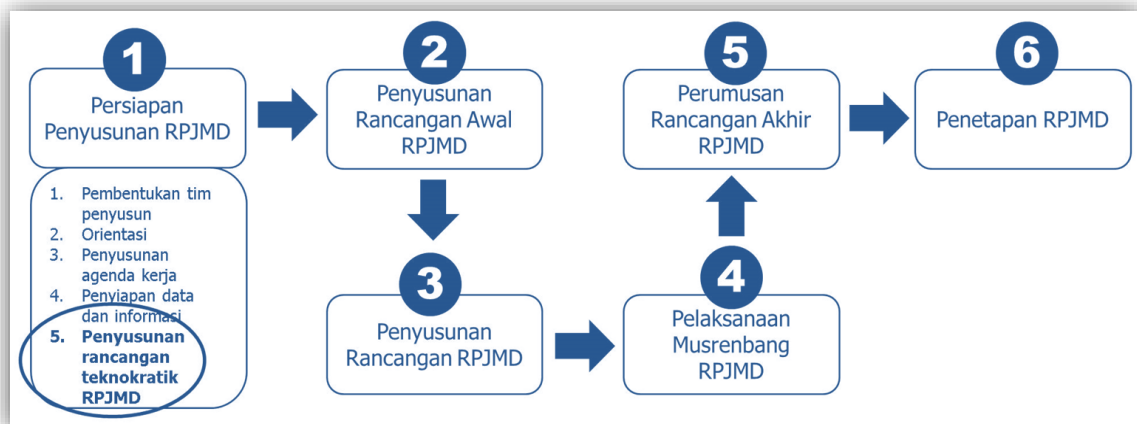 1
Persiapan
Penyusunan RPJMD
1. Pembentukan tim
penyusun
2. Orientasi
3. Penyusunan
agenda kerja
4. Penyiapan data
dan informasi
5. Penyusunan
rancangan
teknokratik
RPJMD
2
Penyusunan
Rancangan Awal
RPJMD
3
Penyusunan
Rancangan RPJMD
4
Pelaksanaan
Musrenbang
RPJMD
5
Perumusan
Rancangan Akhir
RPJMD
6
Penetapan RPJMD